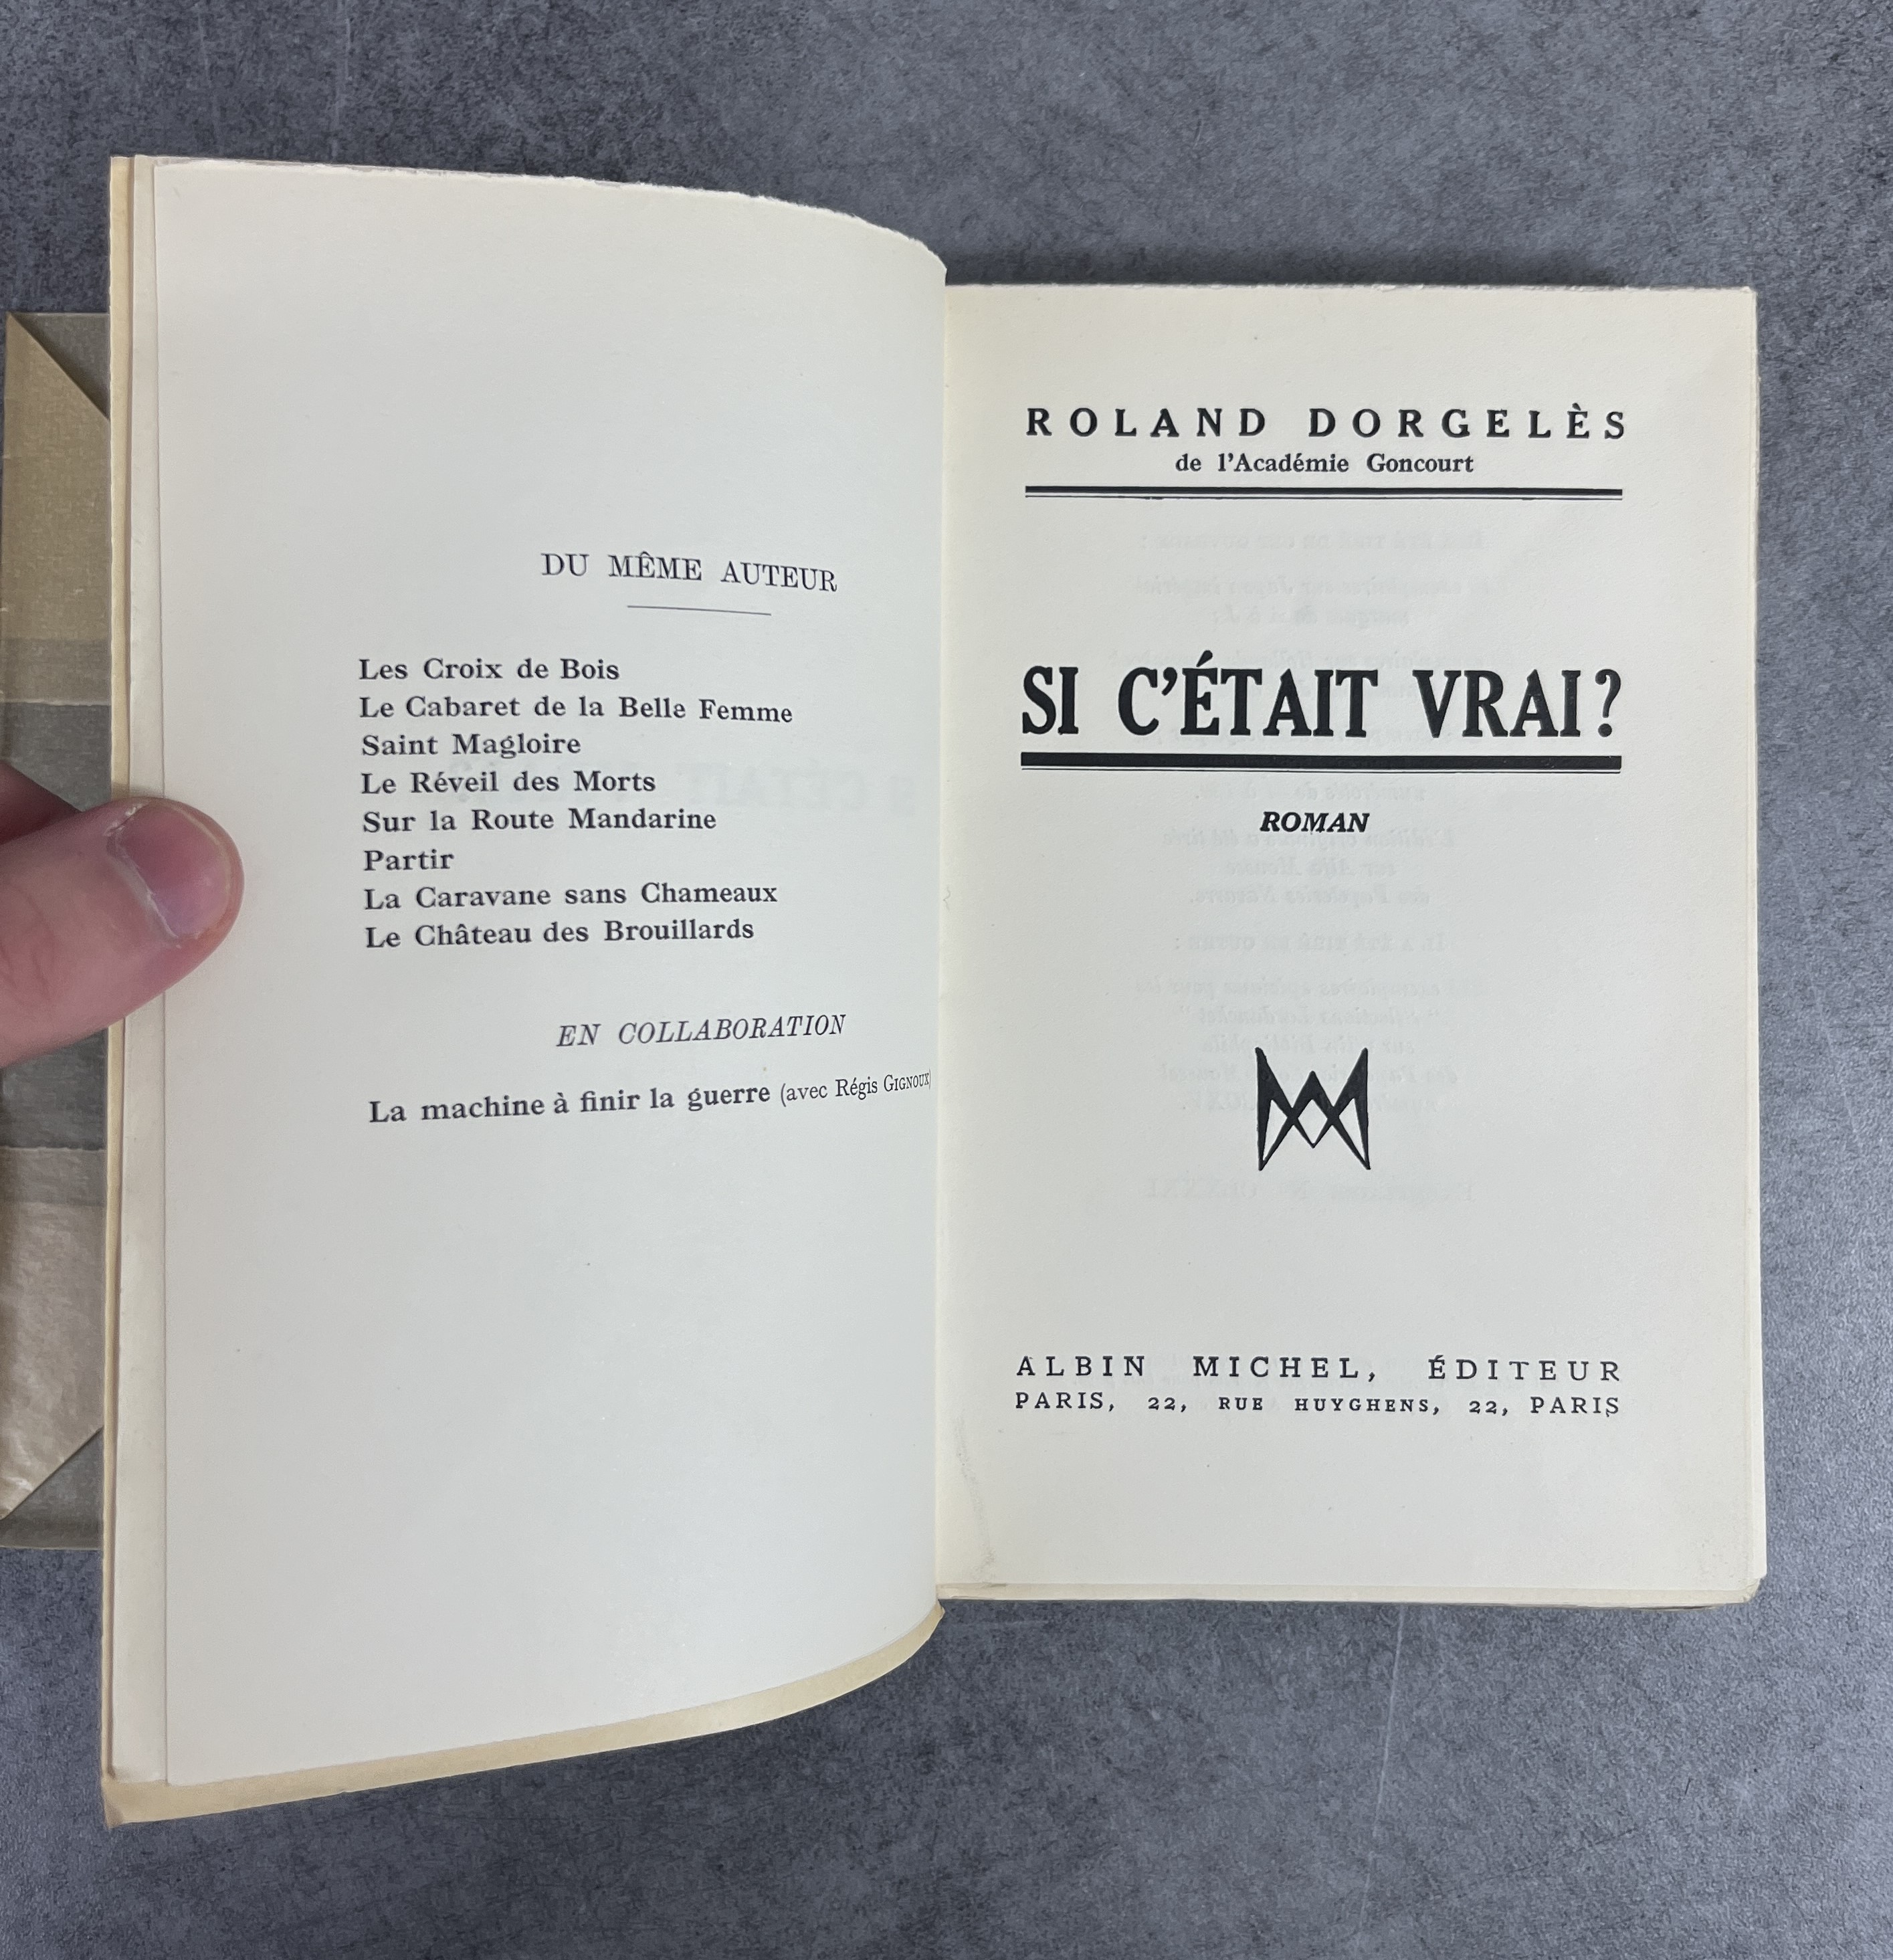 DU MÊME AUTEUR
Les Croix de Bois
Le Cabaret de la Belle Femme
Saint Magloire
Le Réveil des Morts
Sur la Route Mandarine
Partir
La Caravane sans Chameaux
Le Château des Brouillards
EN COLLABORATION
La machine à finir la guerre (avec Régis GIGNOUX)
ROLAND DORGELÈS
de l'Académie Goncourt
SI C'ÉTAIT VRAI?
ROMAN
ALBIN MICHEL, ÉDITEUR
PARIS, 22, RUE HUYGHENS, 22, PARIS